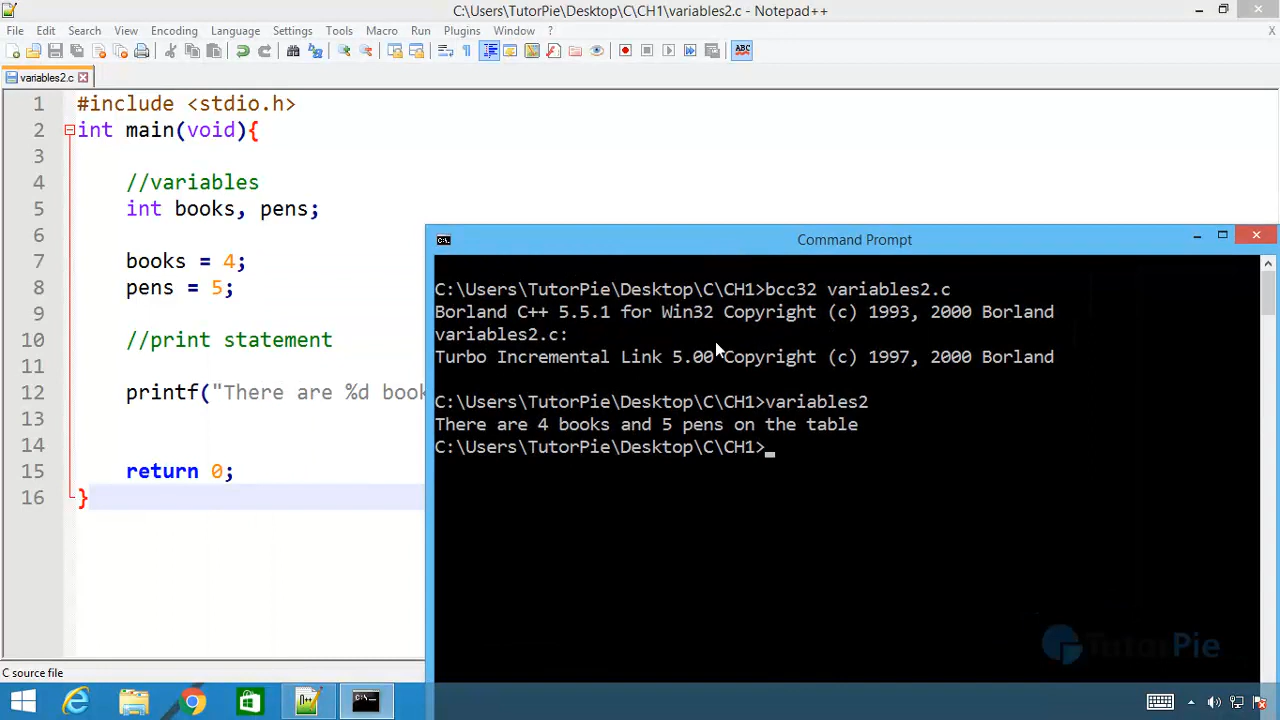 C:\Users\TutorPie\Desktop\C\CH1\variables2.c - Notepad++
File Edit Search View Encoding Language Settings Tools Macro Run Plugins Window ? X
ABC
variables2.c
1 #include <stdio.h>
2 int main(void){
3
4 //variables
5 int books, pens;
6
7 books = 4;
8 pens = 5;
9
10 //print statement
11
12 printf("There are %d book
13
14
15 return 0;
16 }
Command Prompt
C:\Users\TutorPie\Desktop\C\CH1>bcc32 variables2.c
Borland C++ 5.5.1 for Win32 Copyright (c) 1993, 2000 Borland
variables2.c:
Turbo Incremental Link 5.00 Copyright (c) 1997, 2000 Borland
C:\Users\TutorPie\Desktop\C\CH1>variables2
There are 4 books and 5 pens on the table
C:\Users\TutorPie\Desktop\C\CH1>
TutorPie
C source file